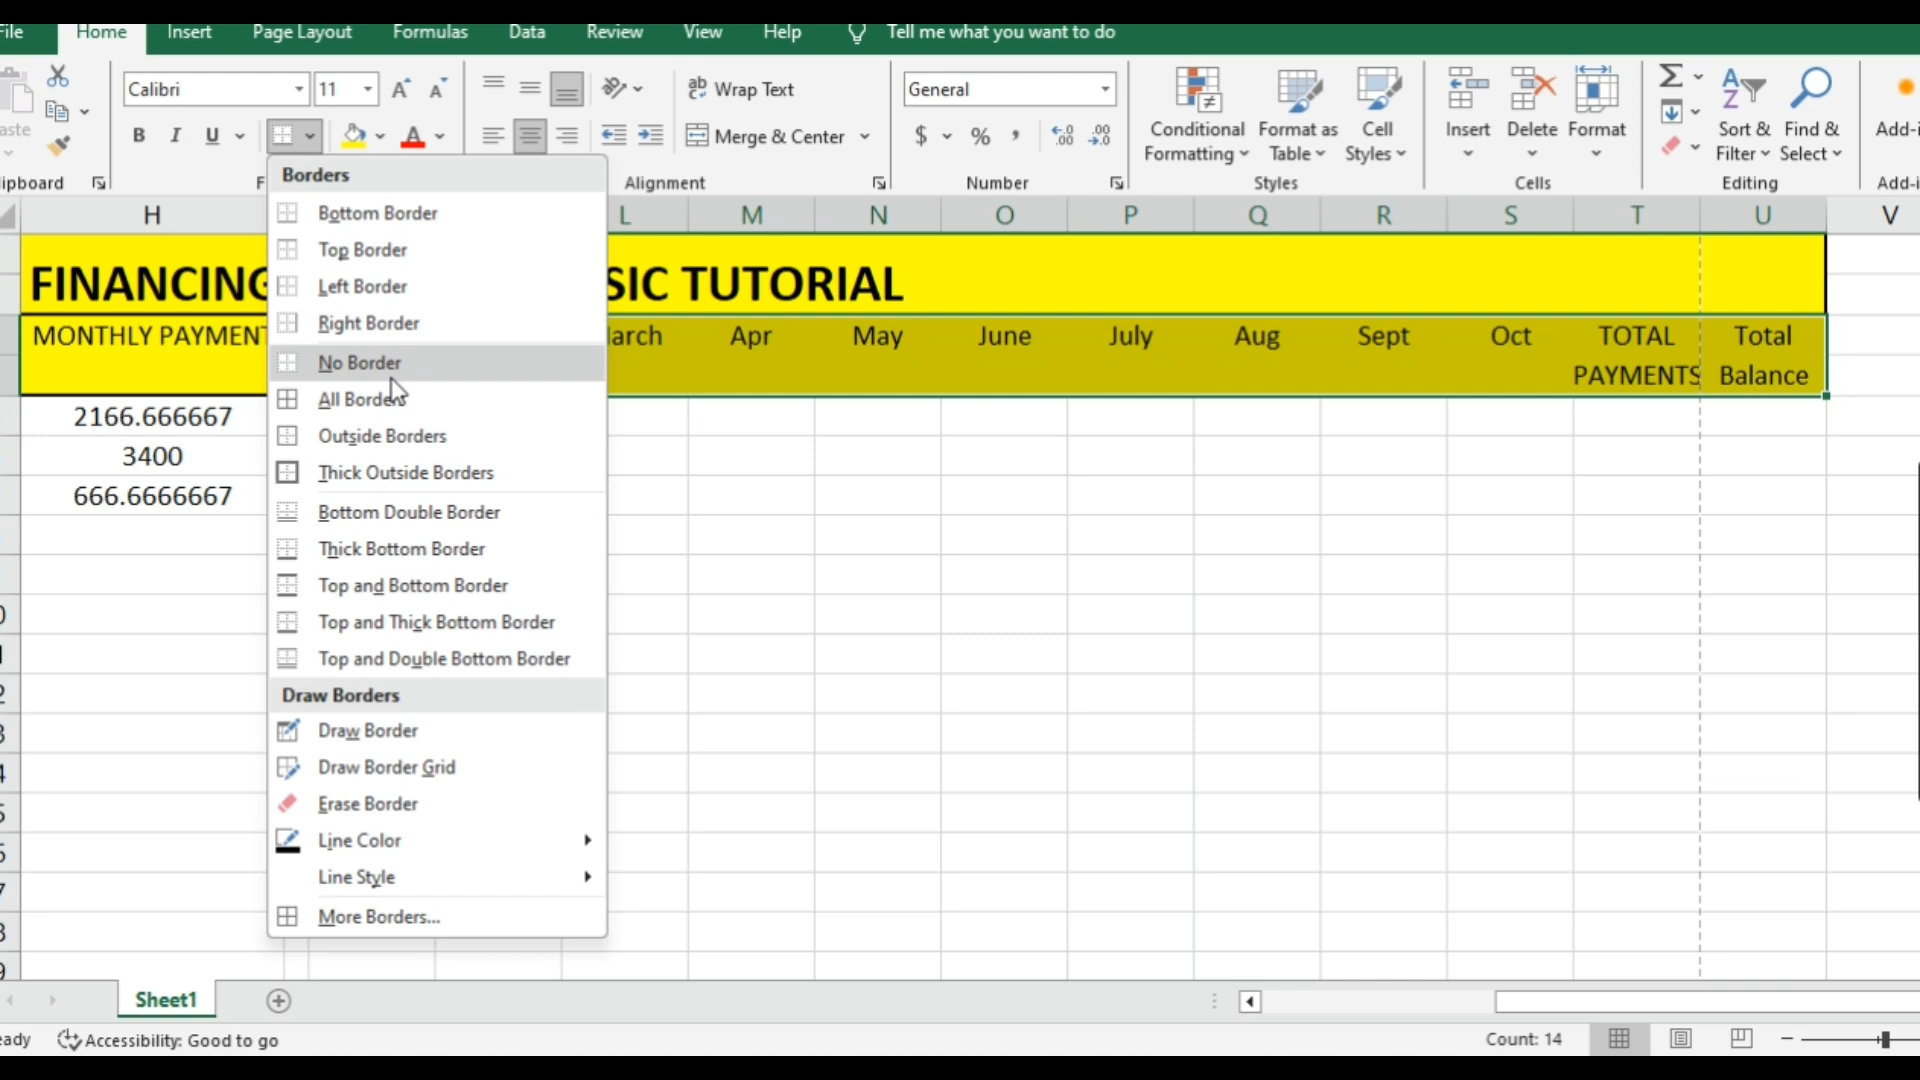 File Home Insert Page Layout Formulas Data Review View Help Tell me what you want to do
Calibri 11 Wrap Text General
B I U Merge & Center $ % , Conditional Formatting Format as Table Cell Styles Insert Delete Format Sort & Filter Find & Select
Alignment Number Styles Cells Editing
H L M N O P Q R S T U V
FINANCING SIC TUTORIAL
MONTHLY PAYMENT Apr May June July Aug Sept Oct TOTAL PAYMENTS Total Balance
2166.666667
3400
666.6666667
Borders
Bottom Border
Top Border
Left Border
Right Border
No Border
All Borders
Outside Borders
Thick Outside Borders
Bottom Double Border
Thick Bottom Border
Top and Bottom Border
Top and Thick Bottom Border
Top and Double Bottom Border
Draw Borders
Draw Border
Draw Border Grid
Erase Border
Line Color
Line Style
More Borders...
Sheet1
Accessibility: Good to go Count: 14